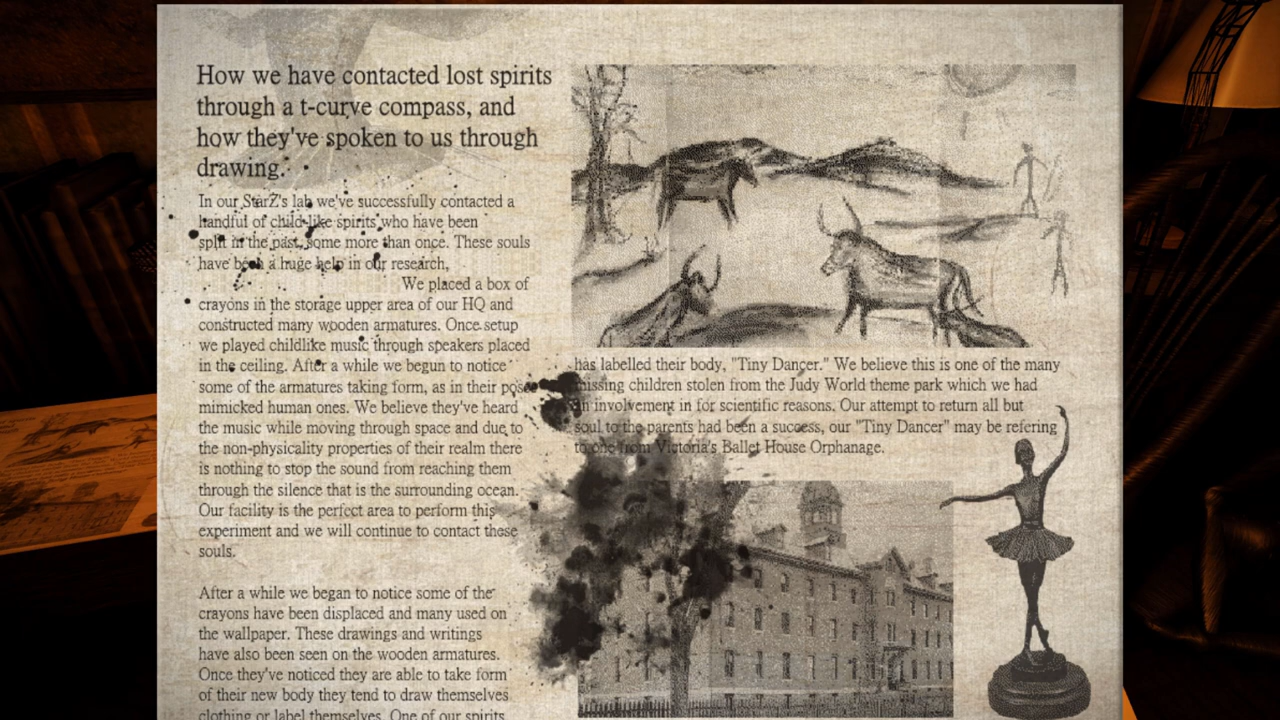 How we have contacted lost spirits
through a t-curve compass, and
how they've spoken to us through
drawing.
In our StarZ's lab we've successfully contacted a
handful of child-like spirits who have been
split in the past, some more than once. These souls
have been a huge help in our research,
We placed a box of
crayons in the storage upper area of our HQ and
constructed many wooden armatures. Once setup
we played childlike music through speakers placed
in the ceiling. After a while we begun to notice
some of the armatures taking form, as in their poses
mimicked human ones. We believe they've heard
the music while moving through space and due to
the non-physicality properties of their realm there
is nothing to stop the sound from reaching them
through the silence that is the surrounding ocean.
Our facility is the perfect area to perform this
experiment and we will continue to contact these
souls.
After a while we began to notice some of the
crayons have been displaced and many used on
the wallpaper. These drawings and writings
have also been seen on the wooden armatures.
Once they've noticed they are able to take form
of their new body they tend to draw themselves
clothing or label themselves. One of our spirits
has labelled their body, "Tiny Dancer." We believe this is one of the many
missing children stolen from the Judy World theme park which we had
an involvement in for scientific reasons. Our attempt to return all but
soul to the parents had been a success, our "Tiny Dancer" may be refering
to one from Victoria's Ballet House Orphanage.